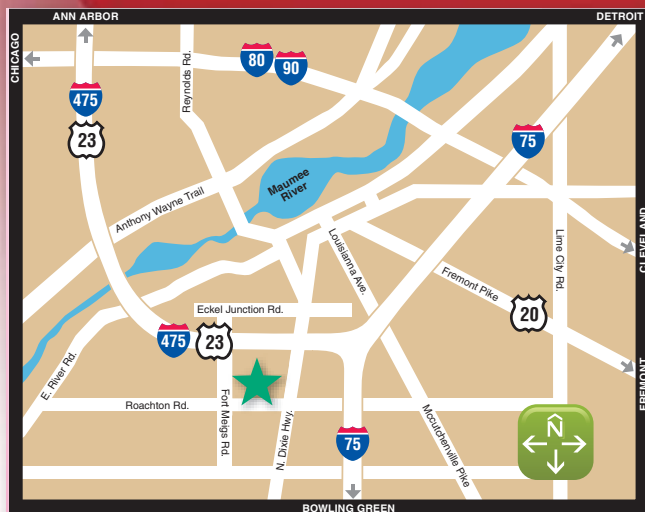 ANN ARBOR
DETROIT
CHICAGO
Reynolds Rd.
80
90
475
23
75
Maumee
River
Anthony Wayne Trail
CLEVELAND
Louisianna Ave.
Lime City Rd.
Fremont Pike
20
Eckel Junction Rd.
475
23
E. River Rd.
FREMONT
Roachton Rd.
Fort Meigs Rd.
N. Dixie Hwy.
Mccutchenville Pike
75
N
BOWLING GREEN